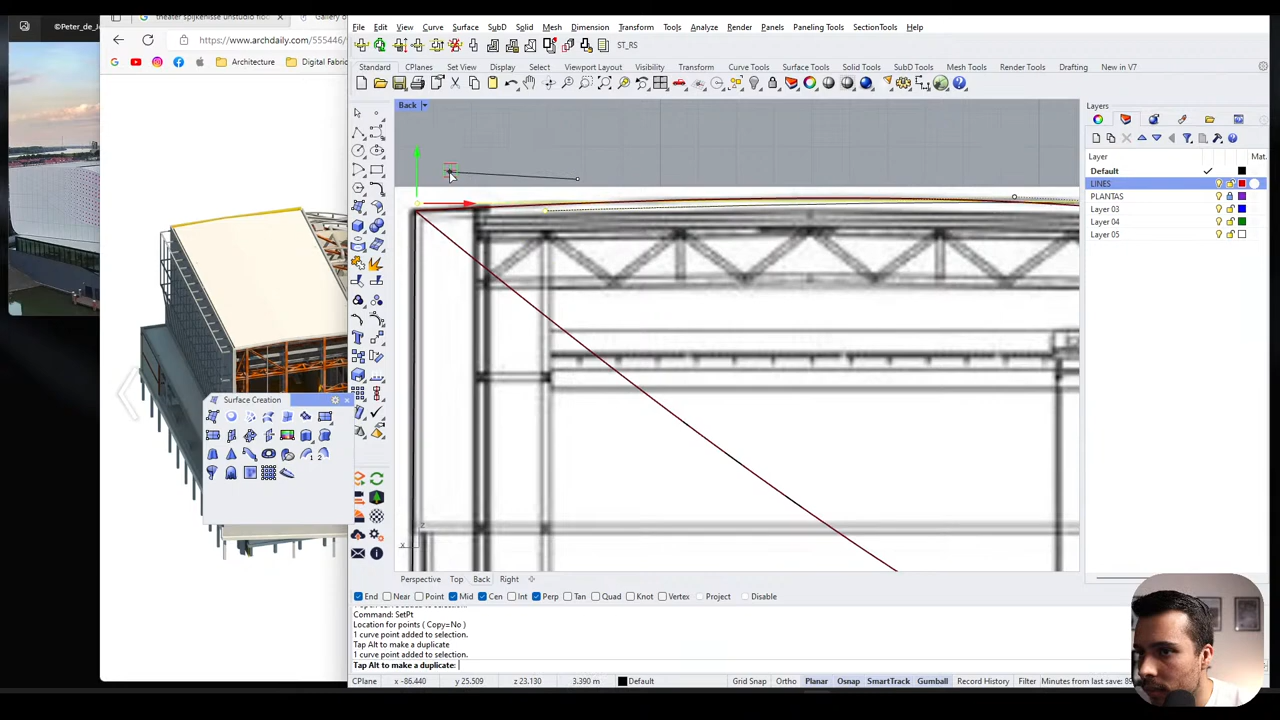 ©Peter_de_J
theater spijkenisse unstudio
Gallery o
https://www.archdaily.com/555446/
Architecture
Digital Fabric
File Edit View Curve Surface SubD Solid Mesh Dimension Transform Tools Analyze Render Panels Paneling Tools SectionTools Help
ST_RS
Standard CPlanes Set View Display Select Viewport Layout Visibility Transform Curve Tools Surface Tools Solid Tools SubD Tools Mesh Tools Render Tools Drafting New in V7
Back
Layers
Layer Mat.
Default
LINES
PLANTAS
Layer 03
Layer 04
Layer 05
Surface Creation
z
x
Perspective Top Back Right
End Near Point Mid Cen Int Perp Tan Quad Knot Vertex Project Disable
Command: SetPt
Location for points ( Copy=No )
1 curve point added to selection.
Tap Alt to make a duplicate
1 curve point added to selection.
Tap Alt to make a duplicate:
CPlane x -86.440 y 25.509 z 23.130 3.390 m Default Grid Snap Ortho Planar Osnap SmartTrack Gumball Record History Filter Minutes from last save: 89